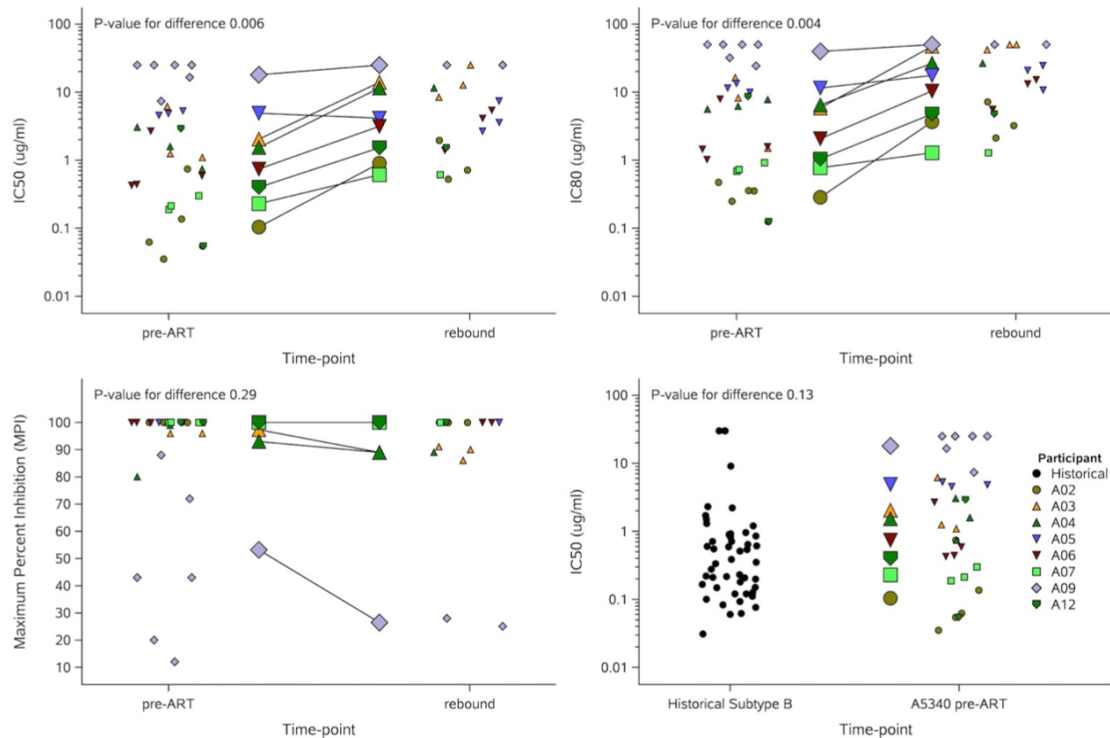 P-value for difference 0.006
100
10
1
0.1
0.01
IC50 (ug/ml)
pre-ART
rebound
Time-point
P-value for difference 0.004
100
10
1
0.1
0.01
IC80 (ug/ml)
pre-ART
rebound
Time-point
P-value for difference 0.29
100
90
80
70
60
50
40
30
20
10
Maximum Percent Inhibition (MPI)
pre-ART
rebound
Time-point
P-value for difference 0.13
100
10
1
0.1
0.01
IC50 (ug/ml)
Historical Subtype B
A5340 pre-ART
Time-point
Participant
Historical
A02
A03
A04
A05
A06
A07
A09
A12